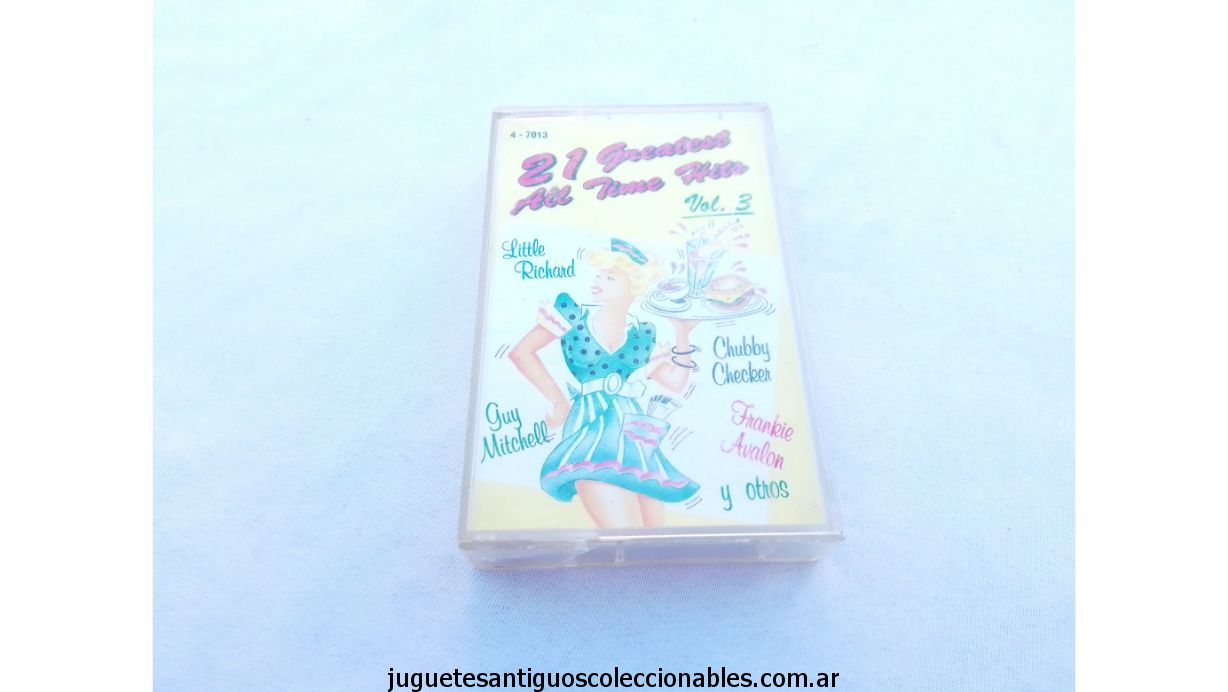 4 - 7013
21 Greatest
All Time Hits
Vol. 3
Little
Richard
Chubby
Checker
Guy
Mitchell
Frankie
Avalon
y otros
juguetesantiguoscoleccionables.com.ar